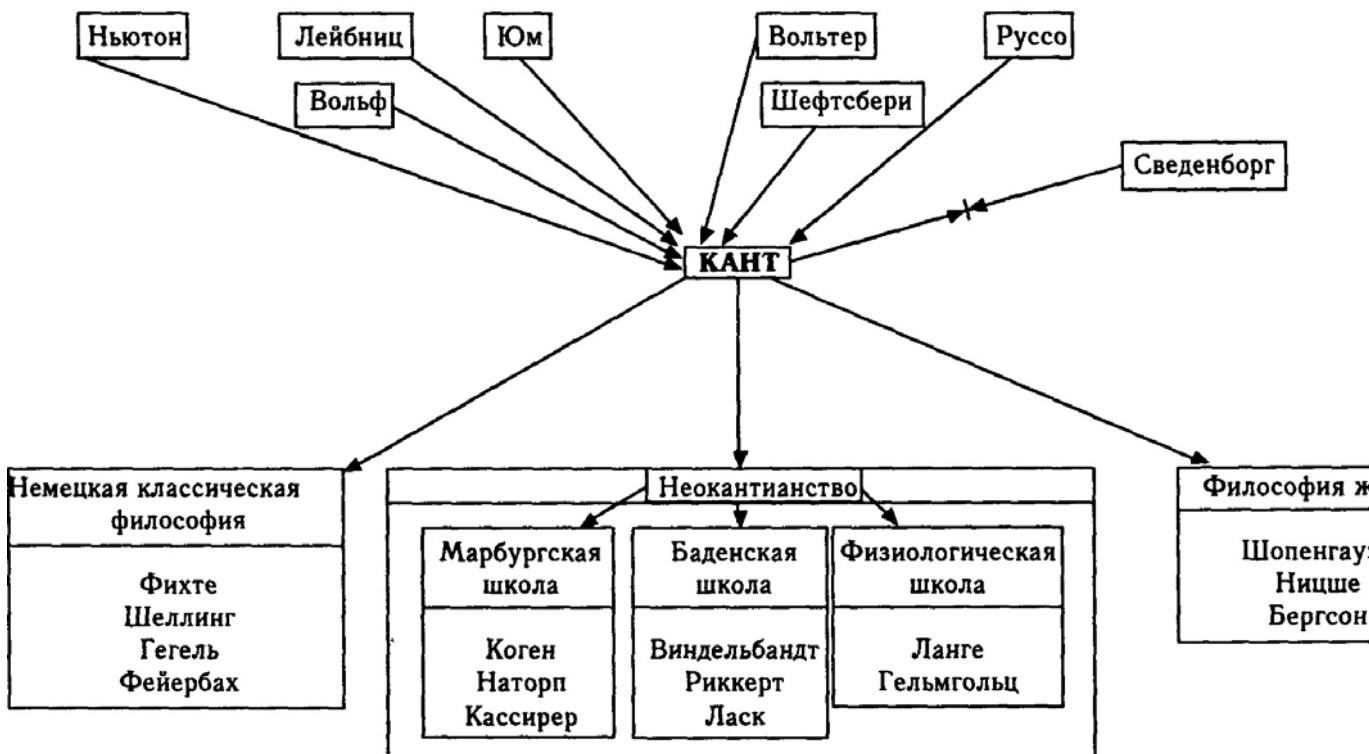 Ньютон
Лейбниц
Юм
Вольтер
Руссо
Вольф
Шефтсбери
Сведенборг
КАНТ
Немецкая классическая
философия
Фихте
Шеллинг
Гегель
Фейербах
Неокантианство
Марбургская
школа
Коген
Наторп
Кассирер
Баденская
школа
Виндельбандт
Риккерт
Ласк
Физиологическая
школа
Ланге
Гельмгольц
Философия
Ницше
Бергсон